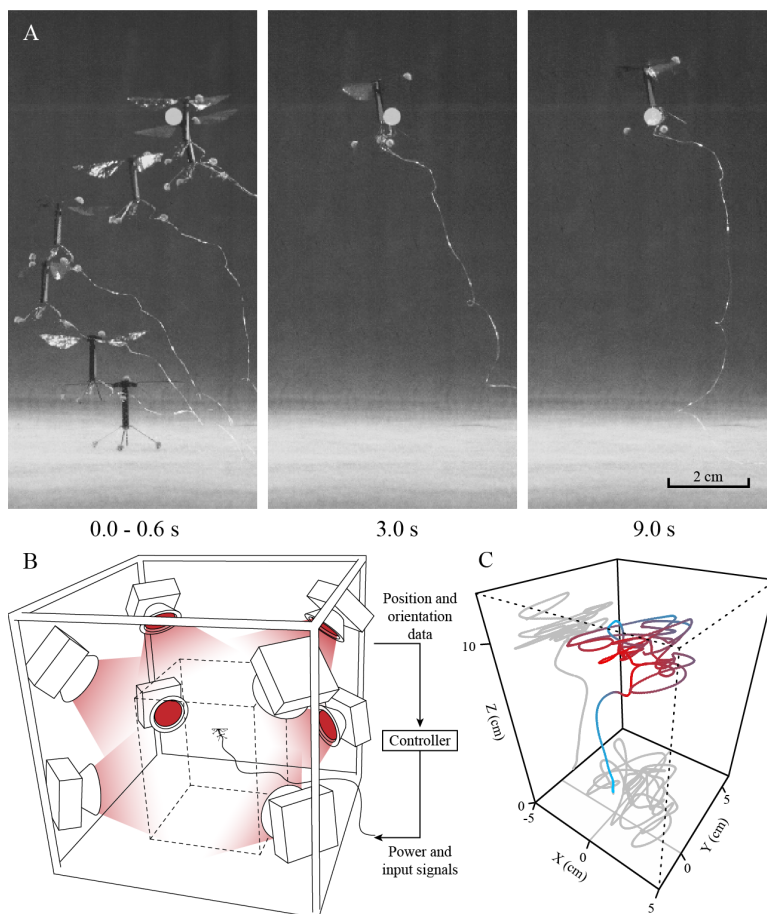 A
2 cm
0.0 - 0.6 s
3.0 s
9.0 s
B
Position and
orientation
data
Controller
Power and
input signals
C
10
Z (cm)
0
-5
0
X (cm)
5
0
Y (cm)
5